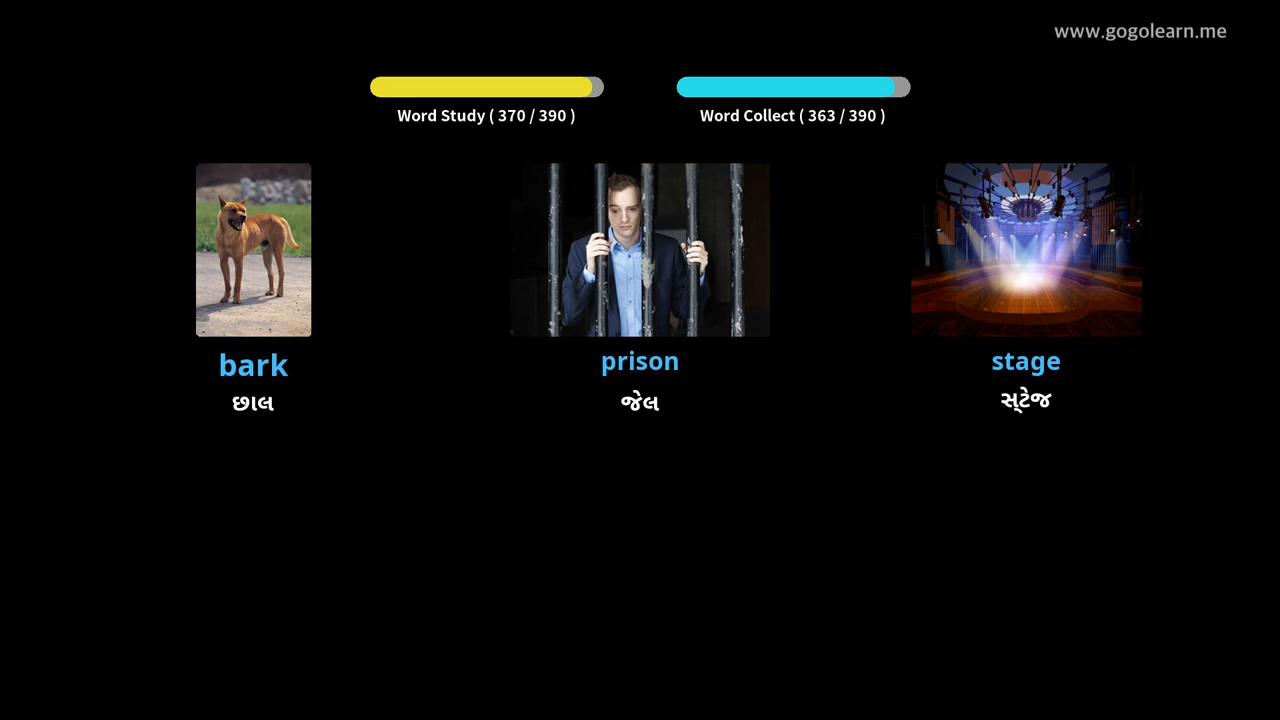 www.gogolearn.me
Word Study ( 370 / 390 )
Word Collect ( 363 / 390 )
bark
prison
stage
છાલ
જેલ
સ્ટેજ